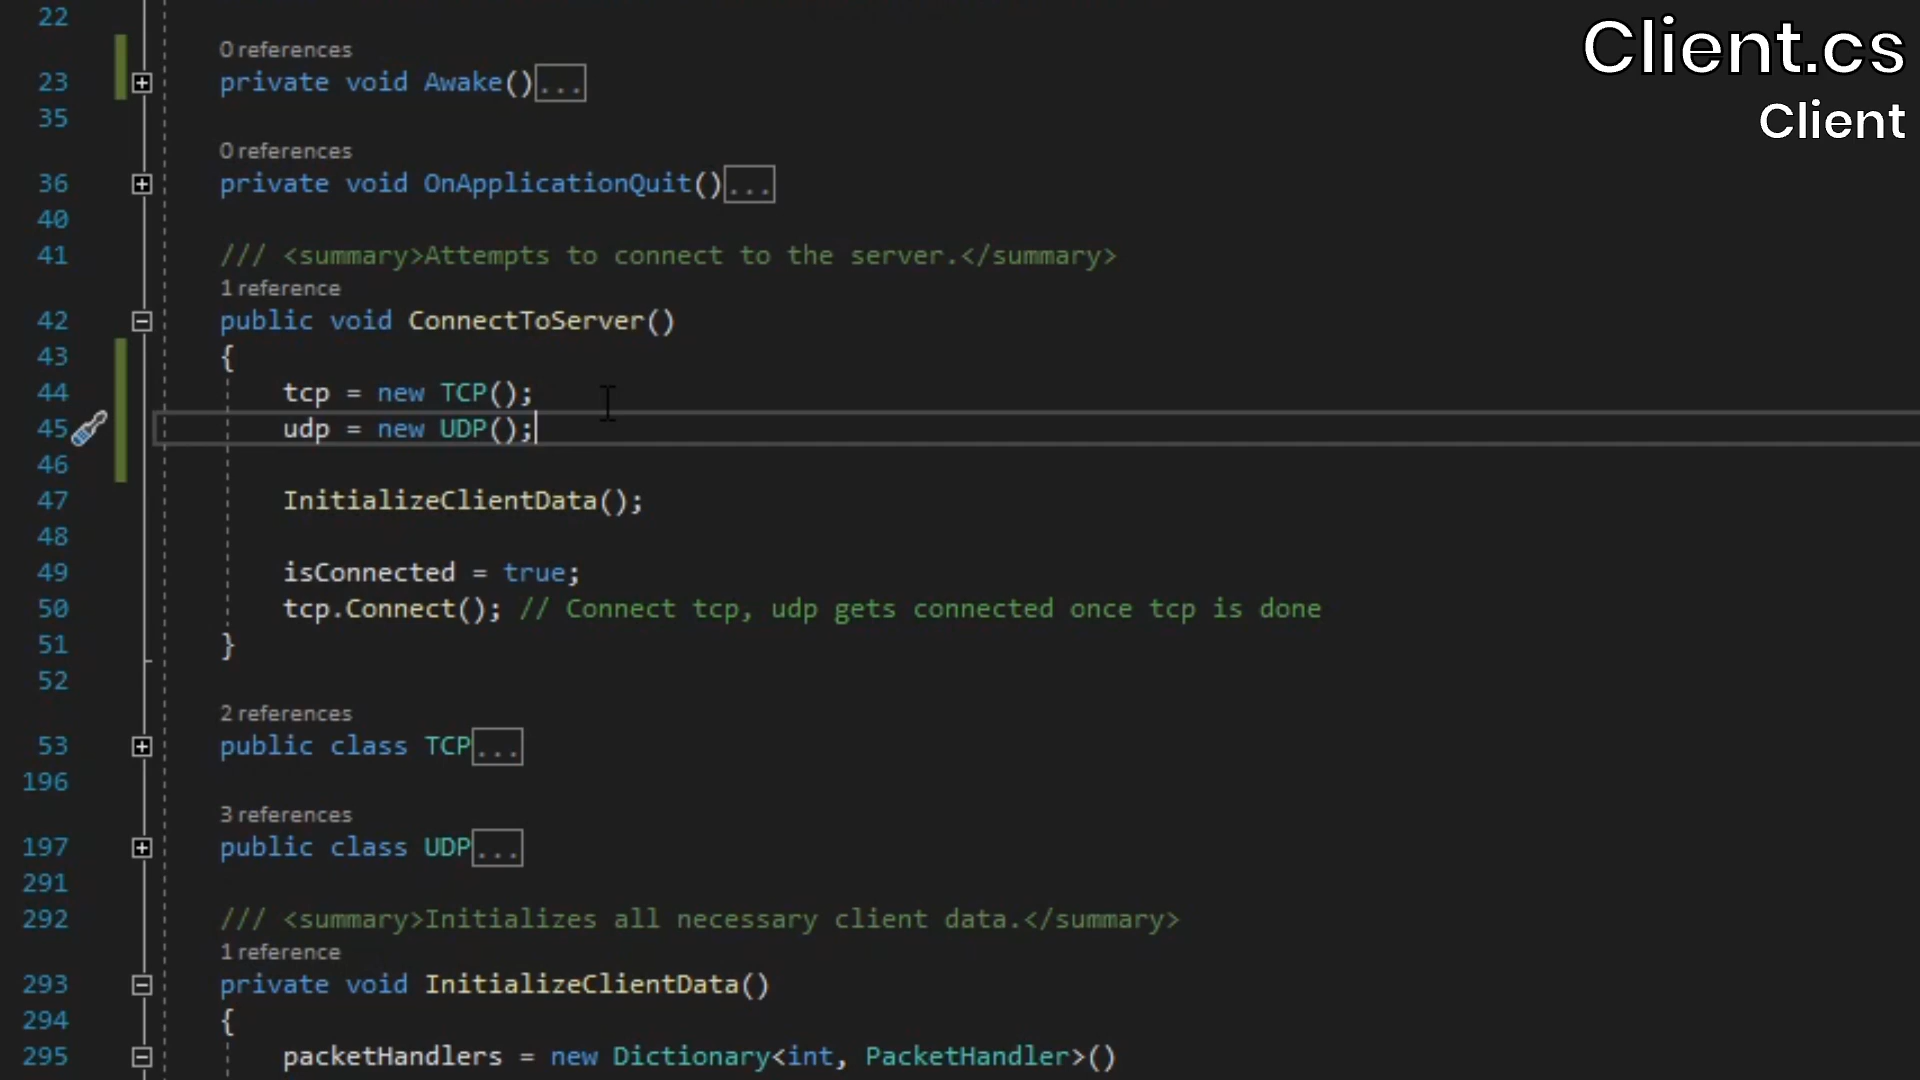 Client.cs
Client
22
0 references
23 private void Awake()...
35
0 references
36 private void OnApplicationQuit()...
40
41 /// <summary>Attempts to connect to the server.</summary>
1 reference
42 public void ConnectToServer()
43 {
44 tcp = new TCP();
45 udp = new UDP();
46
47 InitializeClientData();
48
49 isConnected = true;
50 tcp.Connect(); // Connect tcp, udp gets connected once tcp is done
51 }
52
2 references
53 public class TCP...
196
3 references
197 public class UDP...
291
292 /// <summary>Initializes all necessary client data.</summary>
1 reference
293 private void InitializeClientData()
294 {
295 packetHandlers = new Dictionary<int, PacketHandler>()